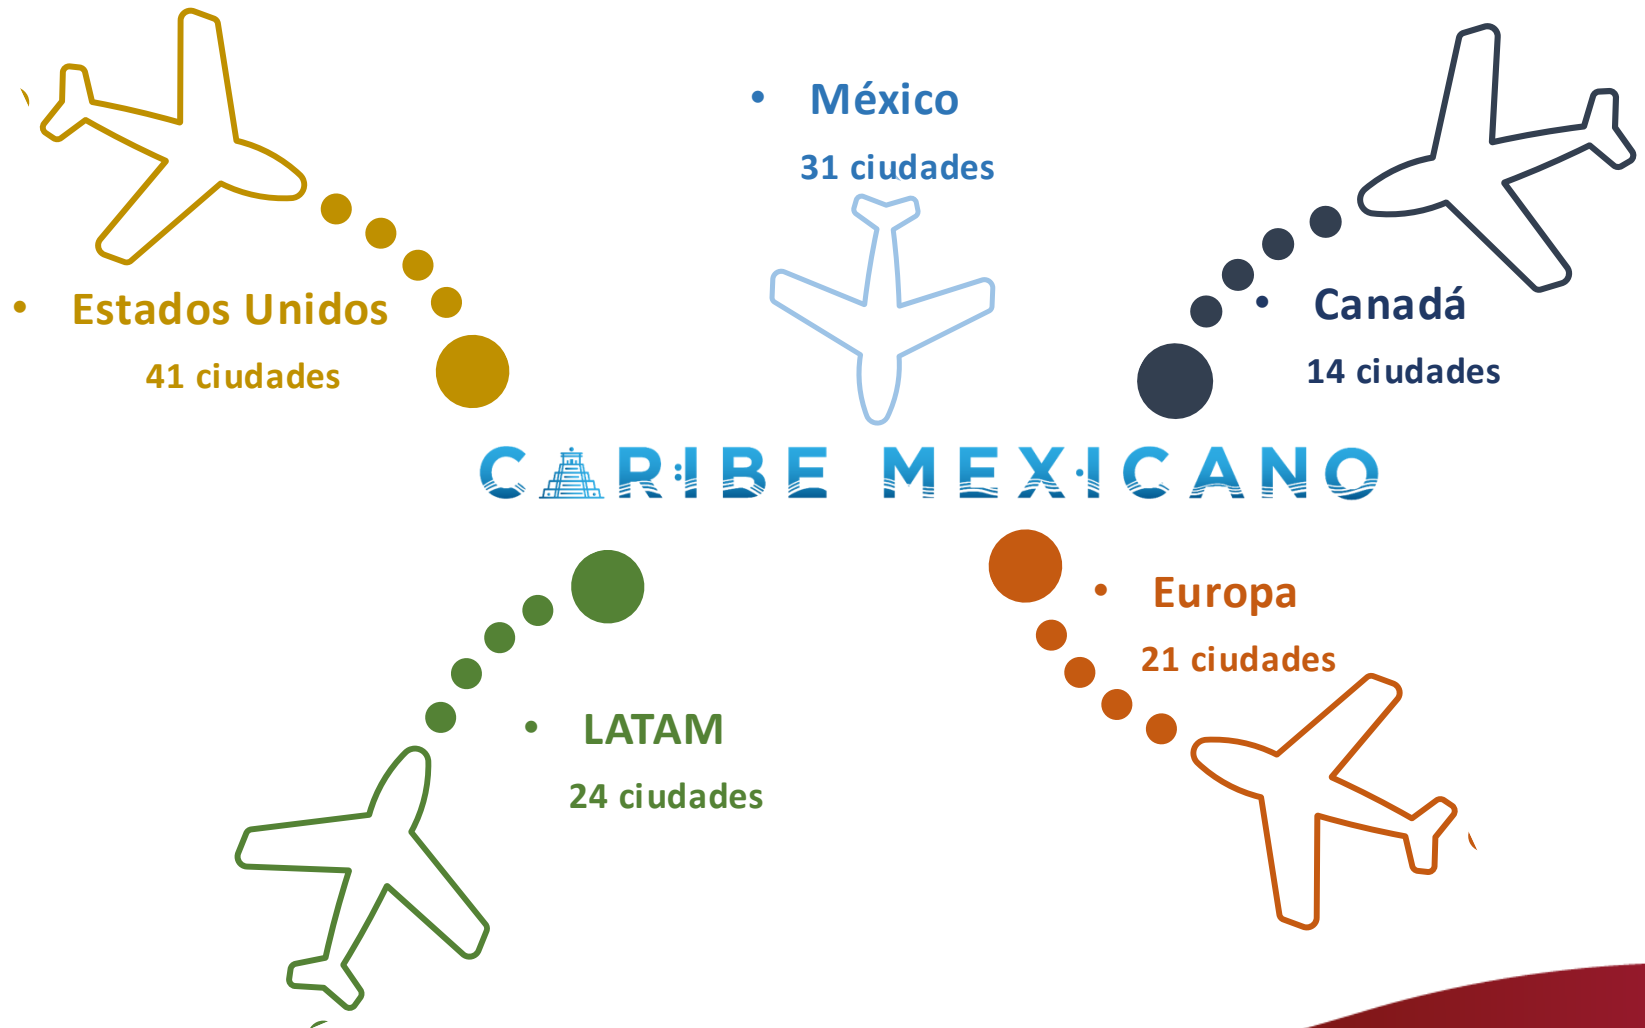 • México
31 ciudades
• Estados Unidos
41 ciudades
• Canadá
14 ciudades
CARIBE MEXICANO
• Europa
21 ciudades
• LATAM
24 ciudades